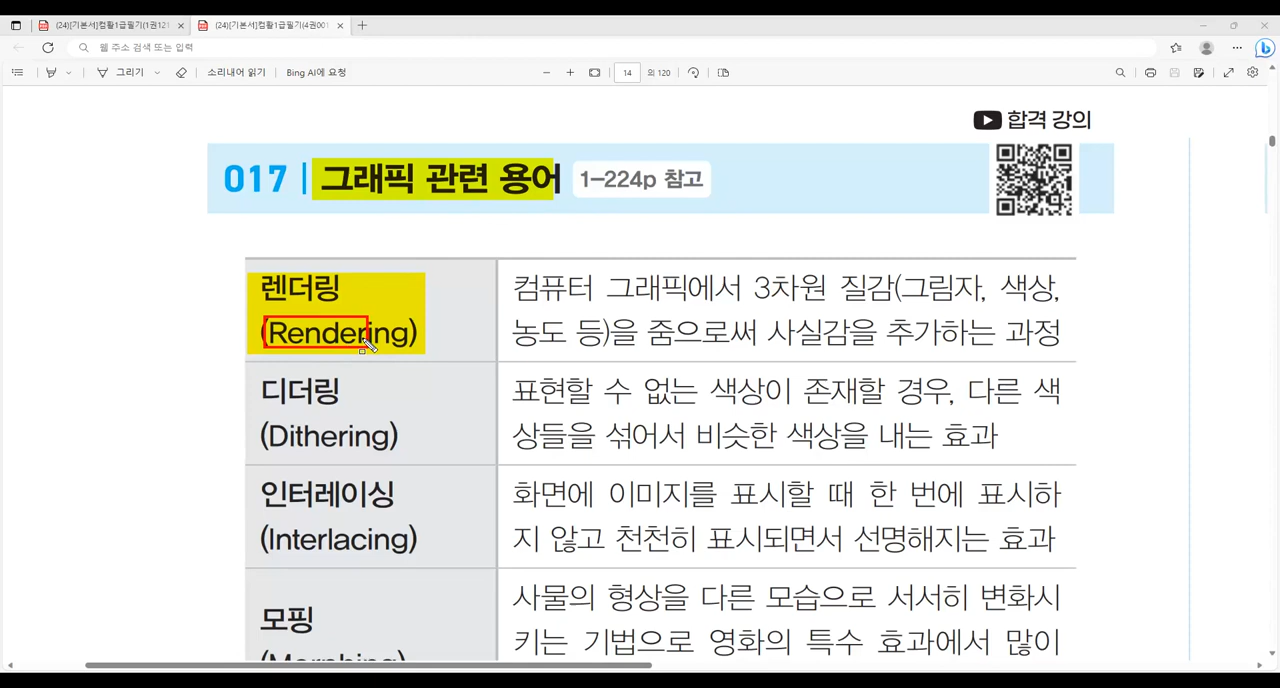 (24)[기본서]컴활1급필기(1권121
(24)[기본서]컴활1급필기(4권001
웹 주소 검색 또는 입력
그리기
소리내어 읽기
Bing AI에 요청
14
외 120
합격 강의
017
그래픽 관련 용어
1-224p 참고
렌더링
(Rendering)
컴퓨터 그래픽에서 3차원 질감(그림자, 색상,
농도 등)을 줌으로써 사실감을 추가하는 과정
디더링
(Dithering)
표현할 수 없는 색상이 존재할 경우, 다른 색
상들을 섞어서 비슷한 색상을 내는 효과
인터레이싱
(Interlacing)
화면에 이미지를 표시할 때 한 번에 표시하
지 않고 천천히 표시되면서 선명해지는 효과
모핑
(Morphing)
사물의 형상을 다른 모습으로 서서히 변화시
키는 기법으로 영화의 특수 효과에서 많이